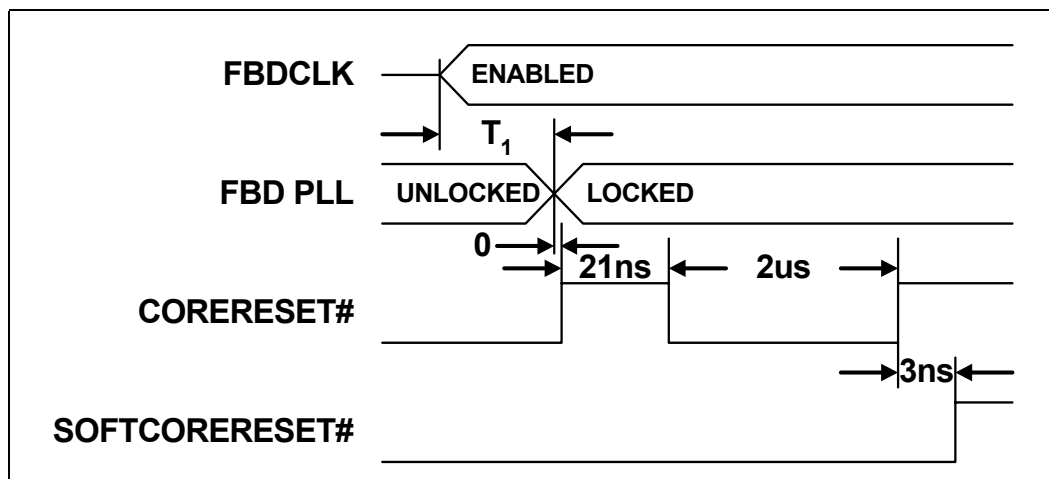 FBDCLK
ENABLED
T1
FBD PLL
UNLOCKED
LOCKED
0
21ns
2us
CORERESET#
3ns
SOFTCORERESET#